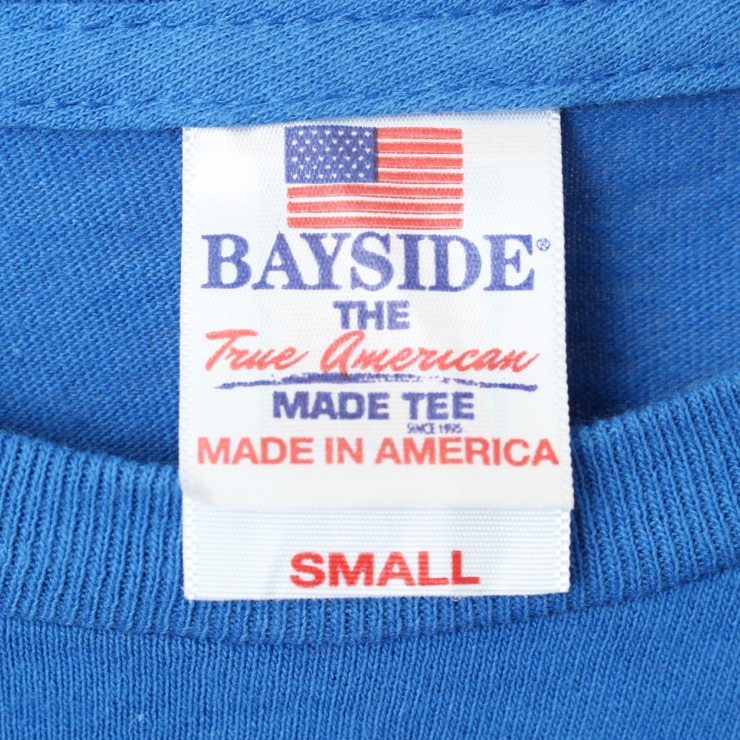 BAYSIDE®
THE
True American
MADE TEE
SINCE 1995
MADE IN AMERICA
SMALL